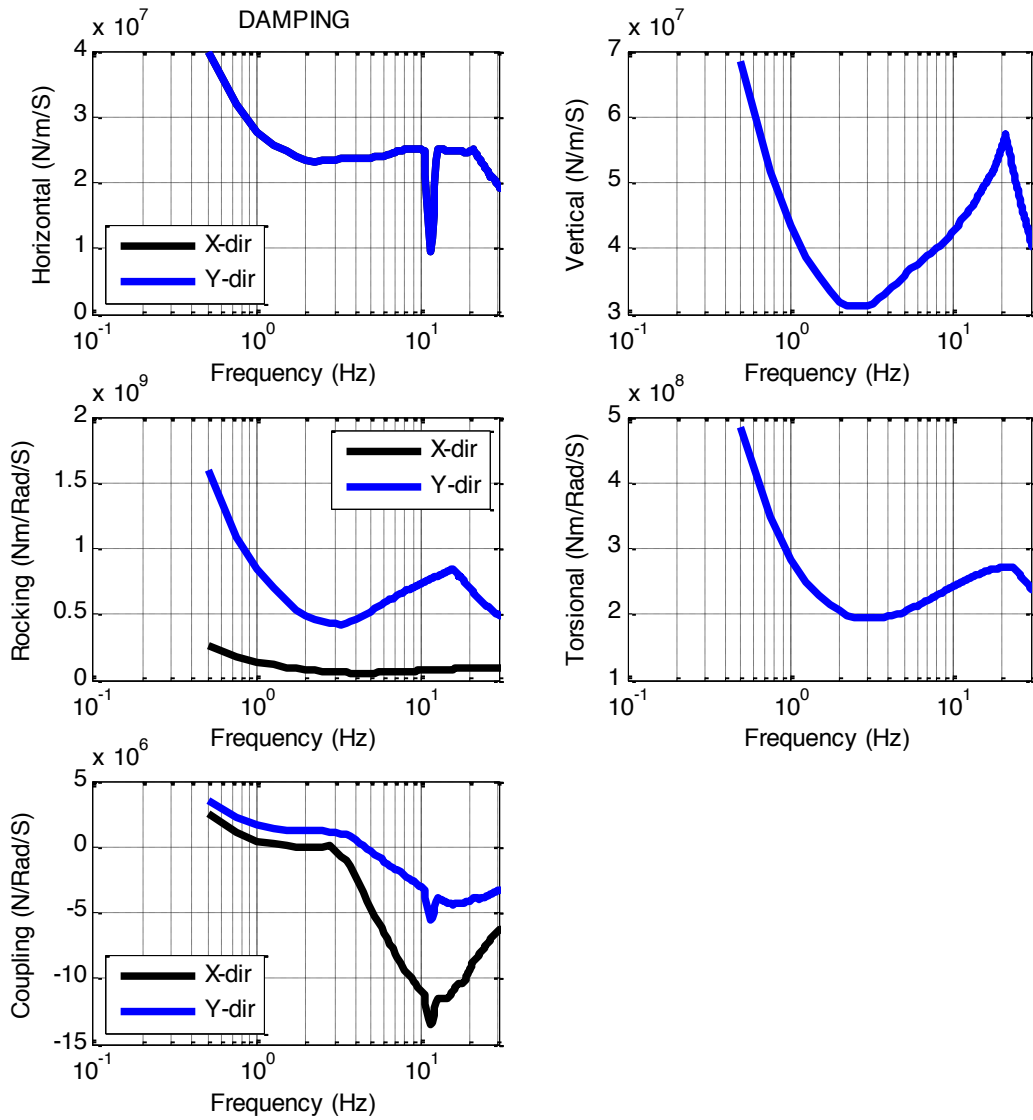 DAMPING
x 10^7
4
3
2
1
0
Horizontal (N/m/S)
X-dir
Y-dir
10^-1 10^0 10^1
Frequency (Hz)
x 10^7
7
6
5
4
3
Vertical (N/m/S)
10^-1 10^0 10^1
Frequency (Hz)
x 10^9
2
1.5
1
0.5
0
Rocking (Nm/Rad/S)
X-dir
Y-dir
10^-1 10^0 10^1
Frequency (Hz)
x 10^8
5
4
3
2
1
Torsional (Nm/Rad/S)
10^-1 10^0 10^1
Frequency (Hz)
x 10^6
5
0
-5
-10
-15
Coupling (N/Rad/S)
X-dir
Y-dir
10^-1 10^0 10^1
Frequency (Hz)